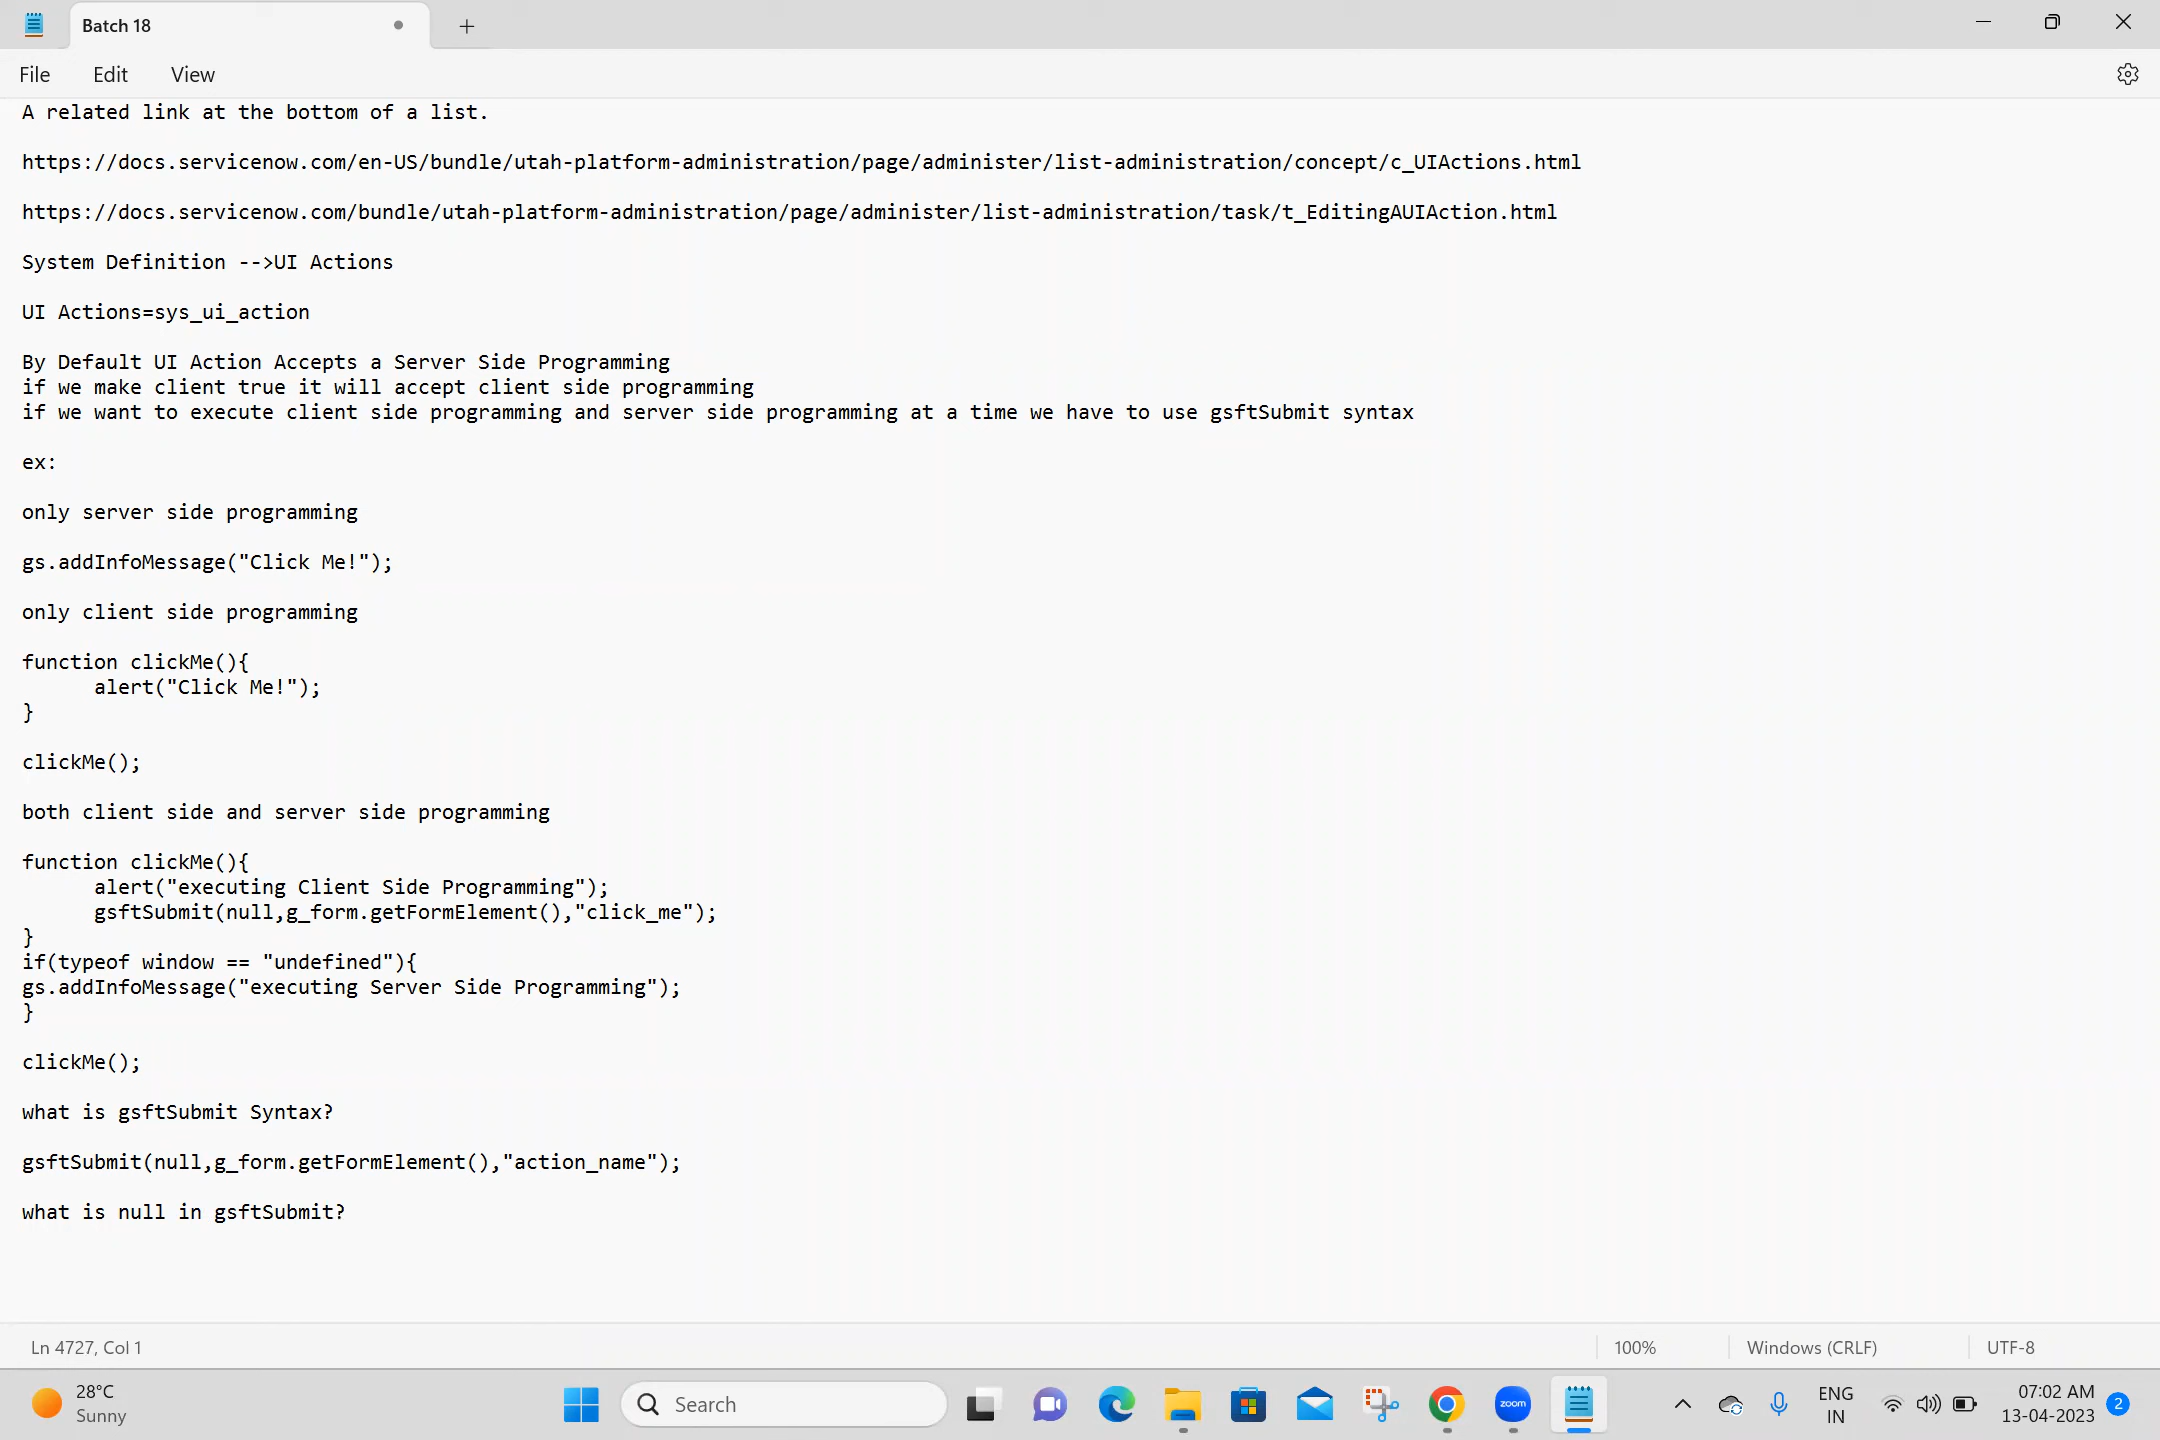 Batch 18
File Edit View
A related link at the bottom of a list.
https://docs.servicenow.com/en-US/bundle/utah-platform-administration/page/administer/list-administration/concept/c_UIActions.html
https://docs.servicenow.com/bundle/utah-platform-administration/page/administer/list-administration/task/t_EditingAUIAction.html
System Definition -->UI Actions
UI Actions=sys_ui_action
By Default UI Action Accepts a Server Side Programming
if we make client true it will accept client side programming
if we want to execute client side programming and server side programming at a time we have to use gsftSubmit syntax
ex:
only server side programming
gs.addInfoMessage("Click Me!");
only client side programming
function clickMe(){
alert("Click Me!");
}
clickMe();
both client side and server side programming
function clickMe(){
alert("executing Client Side Programming");
gsftSubmit(null,g_form.getFormElement(),"click_me");
}
if(typeof window == "undefined"){
gs.addInfoMessage("executing Server Side Programming");
}
clickMe();
what is gsftSubmit Syntax?
gsftSubmit(null,g_form.getFormElement(),"action_name");
what is null in gsftSubmit?
Ln 4727, Col 1 100% Windows (CRLF) UTF-8
28°C
Sunny
Search
zoom
ENG
IN
07:02 AM
13-04-2023
2